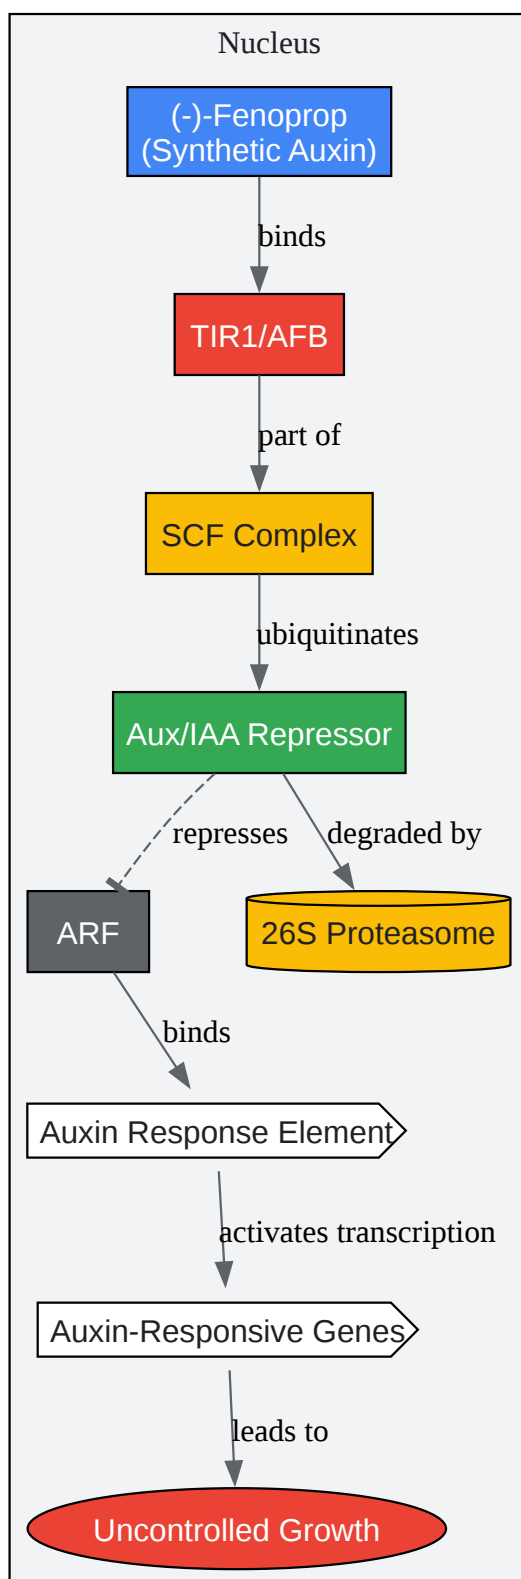 Nucleus
(-)-Fenoprop
(Synthetic Auxin)
binds
TIR1/AFB
part of
SCF Complex
ubiquitinates
Aux/IAA Repressor
represses
degraded by
ARF
26S Proteasome
binds
Auxin Response Element
activates transcription
Auxin-Responsive Genes
leads to
Uncontrolled Growth